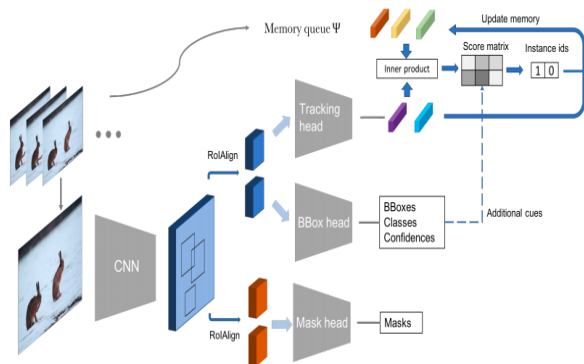 Memory queue Ψ
Update memory
Score matrix
Instance ids
Inner product
1 0
Tracking
head
RoIAlign
BBox head
BBoxes
Classes
Confidences
Additional cues
CNN
RoIAlign
Mask head
Masks